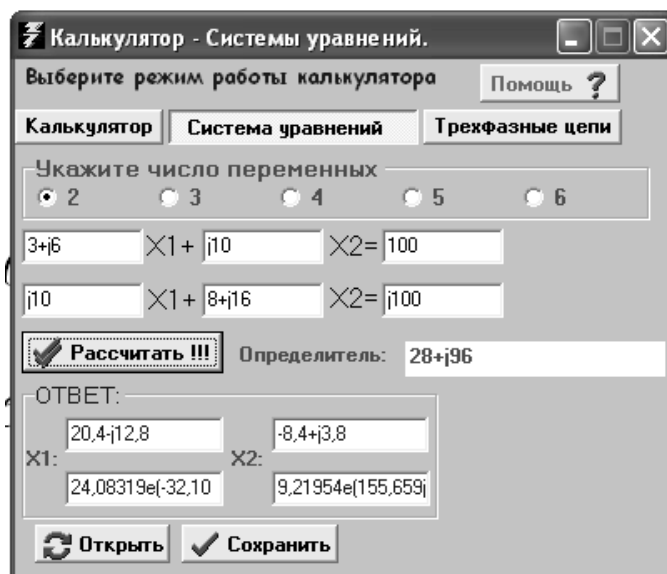 Калькулятор - Системы уравнений.
Выберите режим работы калькулятора Помощь ?
Калькулятор Система уравнений Трехфазные цепи
Укажите число переменных
2 3 4 5 6
3+j6 X1+ j10 X2= 100
j10 X1+ 8+j16 X2= j100
Рассчитать !!! Определитель: 28+j96
ОТВЕТ:
20,4-j12,8 -8,4+j3,8
X1: X2:
24,08319e(-32,10 9,21954e(155,659j
Открыть Сохранить